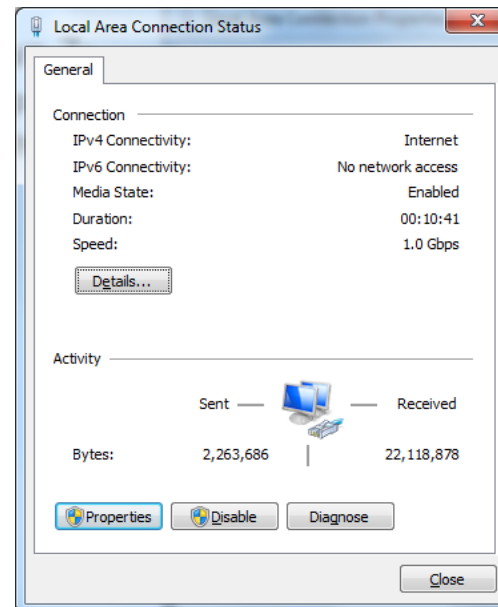 Local Area Connection Status
X
General
Connection
IPv4 Connectivity: Internet
IPv6 Connectivity: No network access
Media State: Enabled
Duration: 00:10:41
Speed: 1.0 Gbps
Details...
Activity
Sent Received
Bytes: 2,263,686 22,118,878
Properties Disable Diagnose
Close